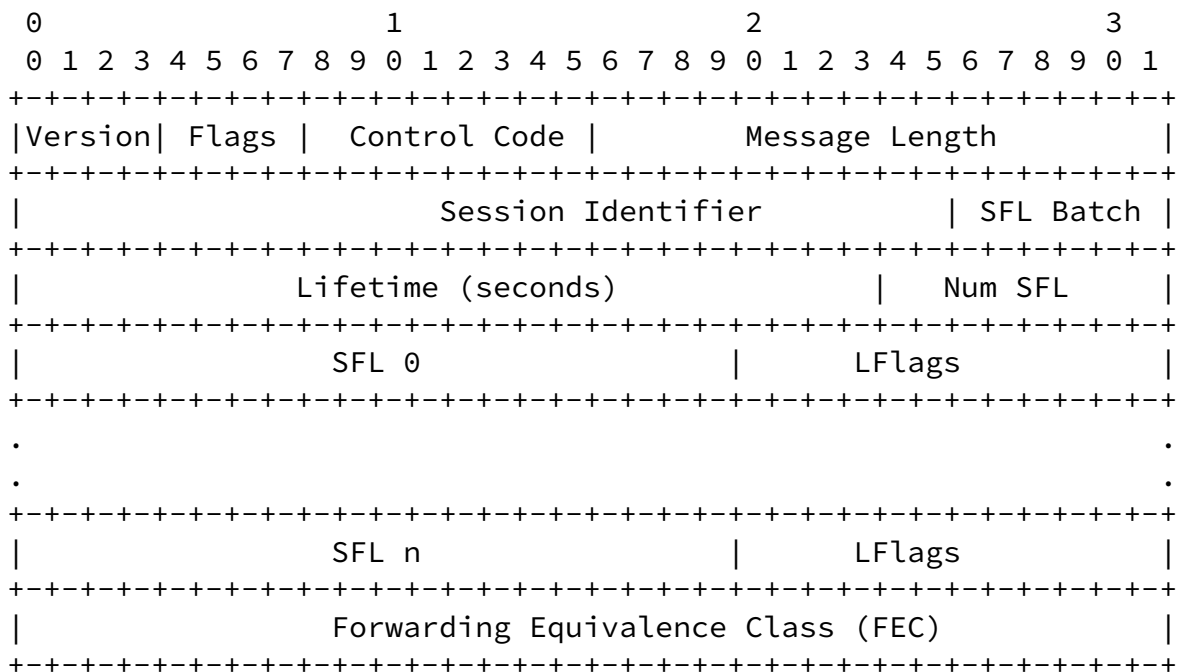 0                   1                   2                   3
 0 1 2 3 4 5 6 7 8 9 0 1 2 3 4 5 6 7 8 9 0 1 2 3 4 5 6 7 8 9 0 1
+-+-+-+-+-+-+-+-+-+-+-+-+-+-+-+-+-+-+-+-+-+-+-+-+-+-+-+-+-+-+-+-+
|Version| Flags |  Control Code |        Message Length         |
+-+-+-+-+-+-+-+-+-+-+-+-+-+-+-+-+-+-+-+-+-+-+-+-+-+-+-+-+-+-+-+-+
|                       Session Identifier          | SFL Batch |
+-+-+-+-+-+-+-+-+-+-+-+-+-+-+-+-+-+-+-+-+-+-+-+-+-+-+-+-+-+-+-+-+
|               Lifetime (seconds)              |   Num SFL     |
+-+-+-+-+-+-+-+-+-+-+-+-+-+-+-+-+-+-+-+-+-+-+-+-+-+-+-+-+-+-+-+-+
|                 SFL 0                 |      LFlags           |
+-+-+-+-+-+-+-+-+-+-+-+-+-+-+-+-+-+-+-+-+-+-+-+-+-+-+-+-+-+-+-+-+
.                                                               .
.                                                               .
+-+-+-+-+-+-+-+-+-+-+-+-+-+-+-+-+-+-+-+-+-+-+-+-+-+-+-+-+-+-+-+-+
|                 SFL n                 |      LFlags           |
+-+-+-+-+-+-+-+-+-+-+-+-+-+-+-+-+-+-+-+-+-+-+-+-+-+-+-+-+-+-+-+-+
|                 Forwarding Equivalence Class (FEC)            |
+-+-+-+-+-+-+-+-+-+-+-+-+-+-+-+-+-+-+-+-+-+-+-+-+-+-+-+-+-+-+-+-+